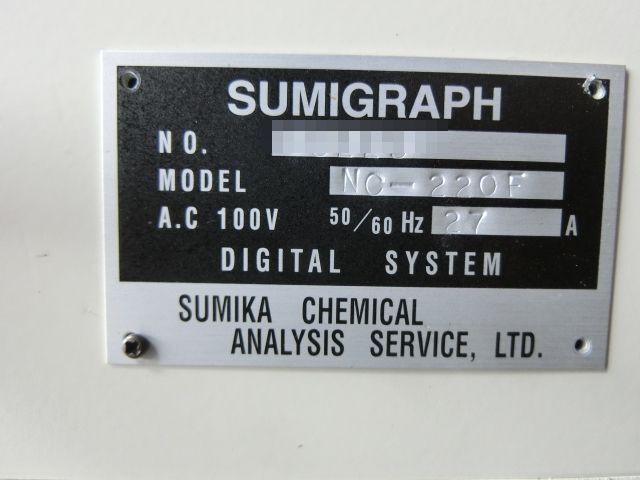 SUMIGRAPH
NO.
MODEL NC-220F
A.C 100V 50/60 Hz 27 A
DIGITAL SYSTEM
SUMIKA CHEMICAL
ANALYSIS SERVICE, LTD.